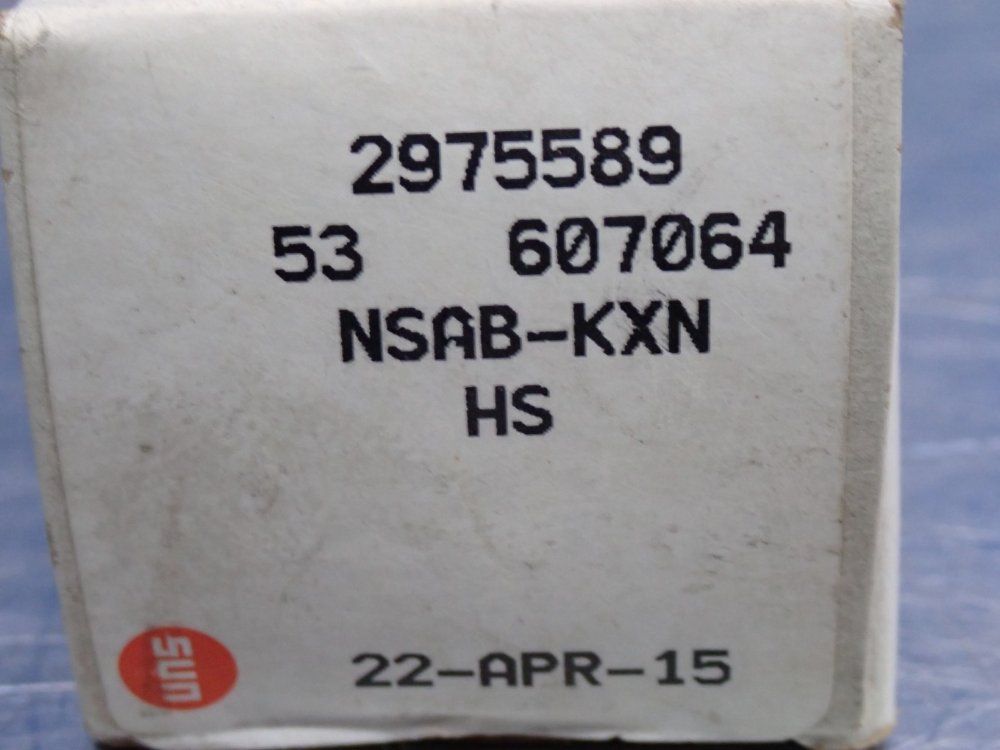 2975589
53 607064
NSAB-KXN
HS
sun
22-APR-15